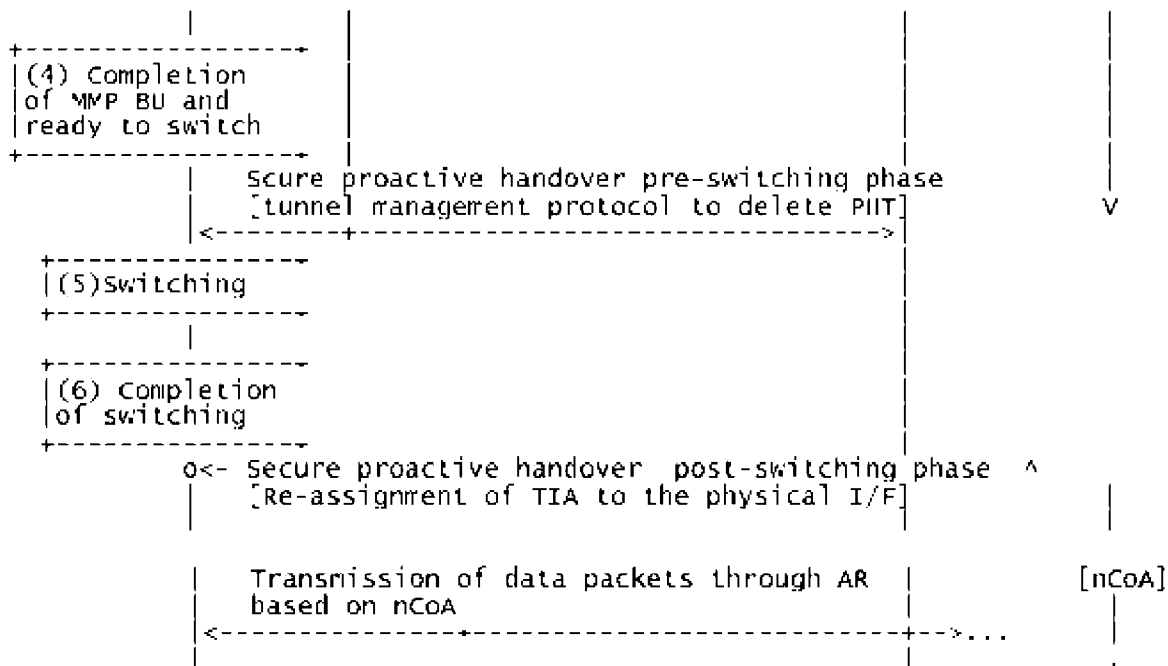 (4) Completion
of MMP BU and
ready to switch
Scure proactive handover pre-switching phase
[tunnel management protocol to delete PHT]
V
(5)Switching
(6) Completion
of switching
o<- Secure proactive handover post-switching phase ^
[Re-assignment of TIA to the physical I/F]
Transmission of data packets through AR [nCoA]
based on nCoA